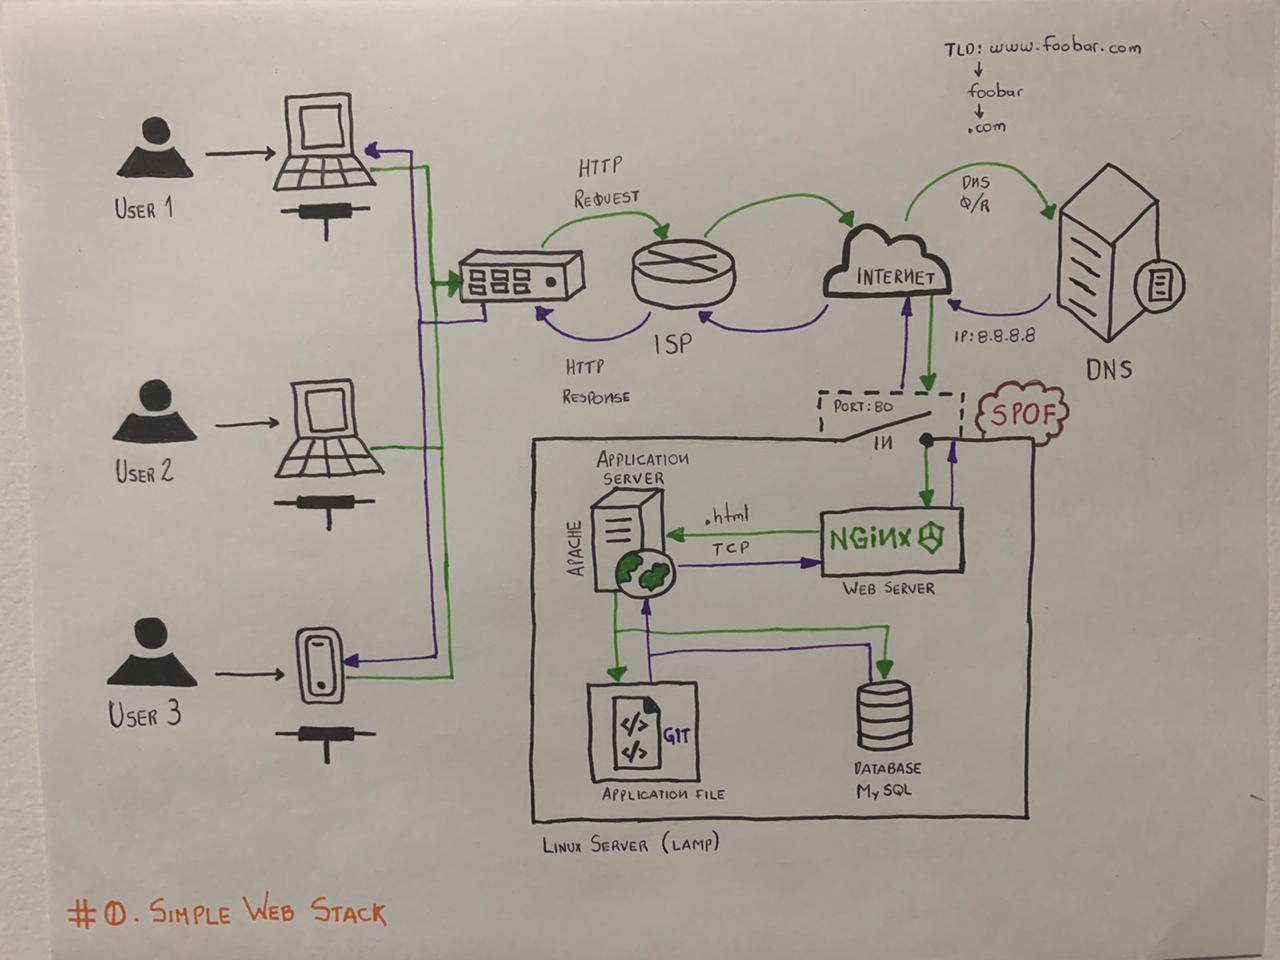 TLD: www.foobar.com
foobar
.com
USER 1
HTTP
REQUEST
DNS
Q/R
INTERNET
ISP
HTTP
RESPONSE
IP:8.8.8.8
DNS
USER 2
PORT:80
IN
SPOF
APPLICATION
SERVER
APACHE
.html
TCP
NGiNX
WEB SERVER
USER 3
</>
</>
GIT
APPLICATION FILE
DATABASE
MySQL
LINUX SERVER (LAMP)
#0. SIMPLE WEB STACK